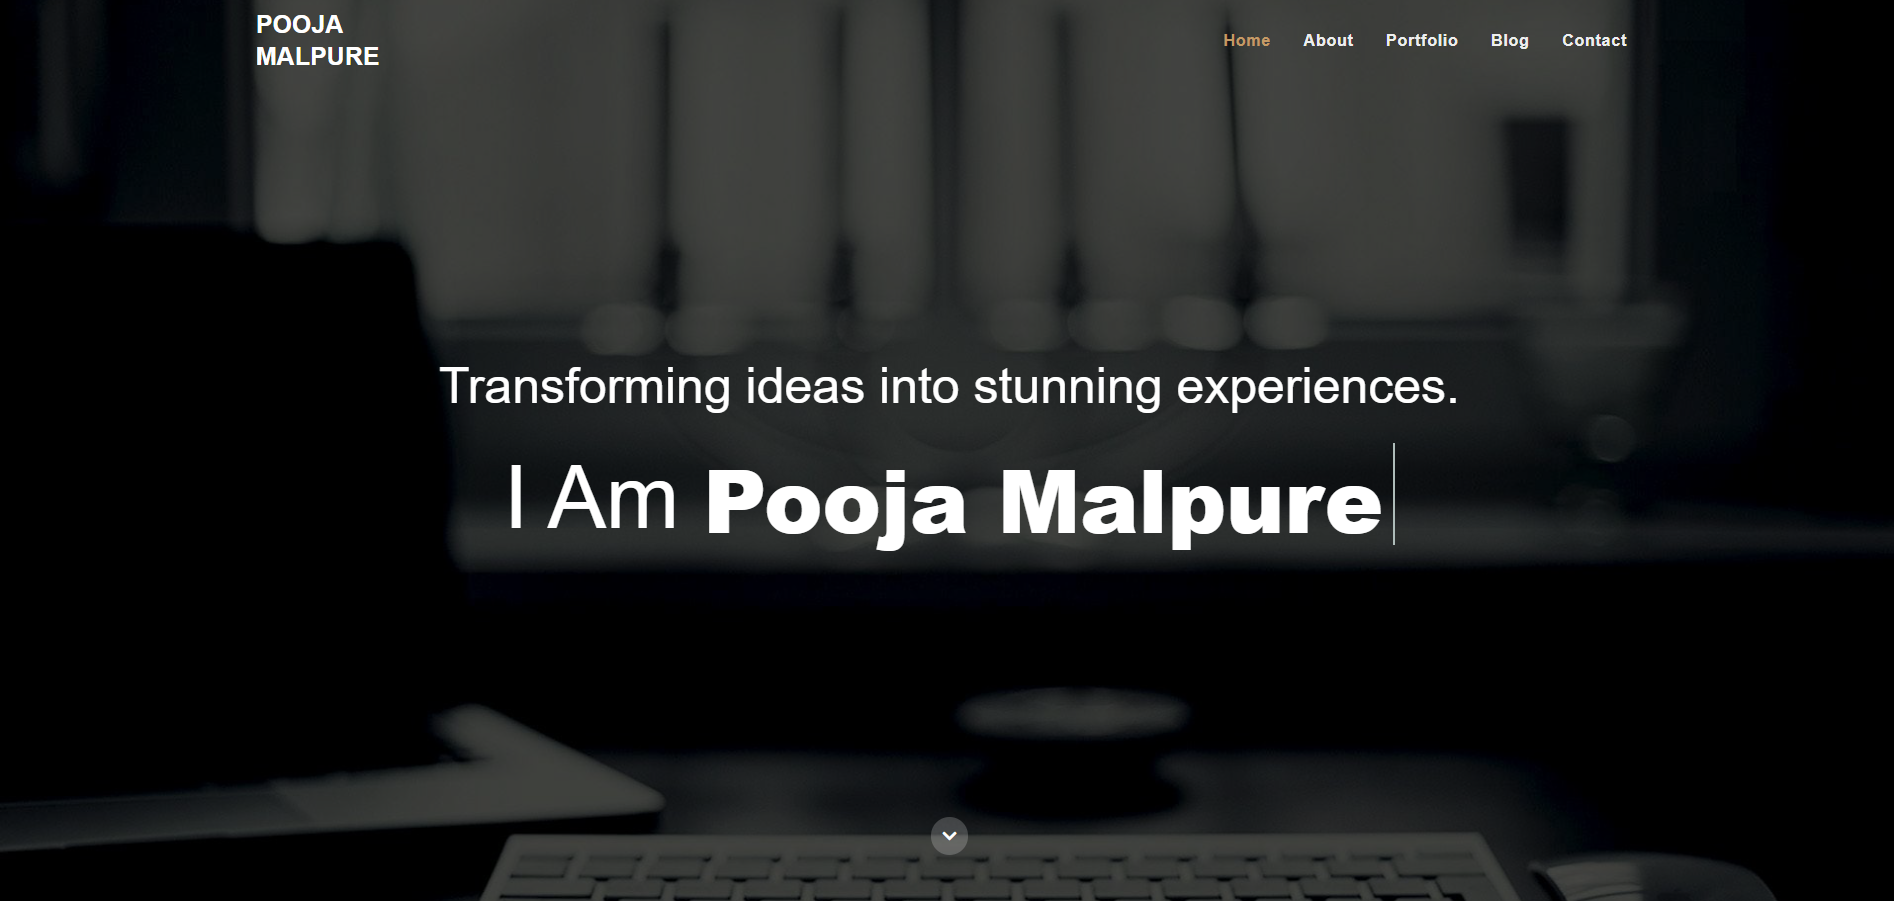 POOJA
MALPURE
Home About Portfolio Blog Contact
Transforming ideas into stunning experiences.
I Am Pooja Malpure